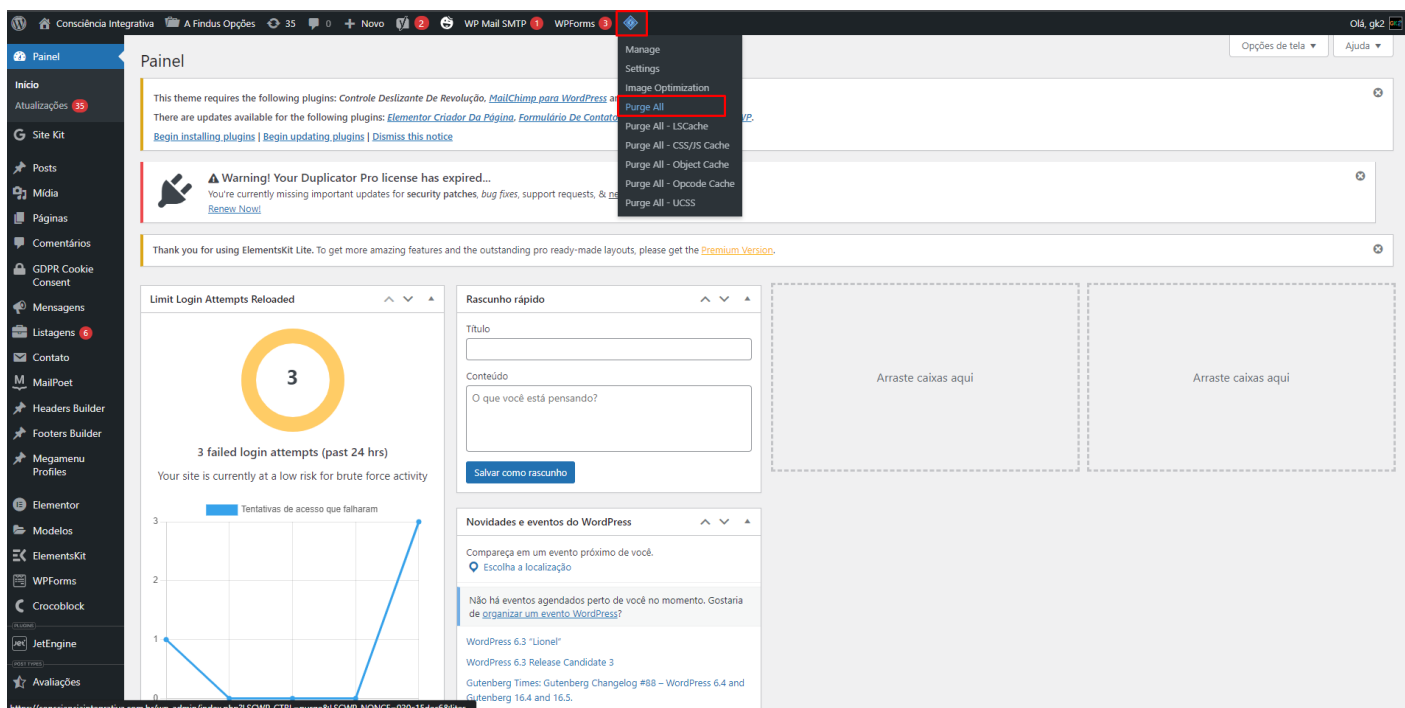 Consciência Integrativa A Findus Opções 35 0 Novo 2 WP Mail SMTP 1 WPForms 3 Olá, gk2
Painel
Início
Atualizações 35
Site Kit
Posts
Mídia
Páginas
Comentários
GDPR Cookie
Consent
Mensagens
Listagens 6
Contato
MailPoet
Headers Builder
Footers Builder
Megamenu
Profiles
Elementor
Modelos
ElementsKit
WPForms
Crocoblock
PLUGINS
JetEngine
POST TYPES
Avaliações
Manage
Settings
Image Optimization
Purge All
Purge All - LSCache
Purge All - CSS/JS Cache
Purge All - Object Cache
Purge All - Opcode Cache
Purge All - UCSS
Opções de tela Ajuda
Painel
This theme requires the following plugins: Controle Deslizante De Revolução, MailChimp para WordPress
There are updates available for the following plugins: Elementor Criador Da Página, Formulário De
Begin installing plugins | Begin updating plugins | Dismiss this notice
Warning! Your Duplicator Pro license has expired...
You're currently missing important updates for security patches, bug fixes, support requests, &
Renew Now!
Thank you for using ElementsKit Lite. To get more amazing features and the outstanding pro ready-made layouts, please get the Premium Version.
Limit Login Attempts Reloaded
3
3 failed login attempts (past 24 hrs)
Your site is currently at a low risk for brute force activity
Tentativas de acesso que falharam
3
2
1
0
Rascunho rápido
Título
Conteúdo
O que você está pensando?
Salvar como rascunho
Novidades e eventos do WordPress
Compareça em um evento próximo de você.
Escolha a localização
Não há eventos agendados perto de você no momento. Gostaria
de organizar um evento WordPress?
WordPress 6.3 "Lionel"
WordPress 6.3 Release Candidate 3
Gutenberg Times: Gutenberg Changelog #88 – WordPress 6.4 and
Gutenberg 16.4 and 16.5.
Arraste caixas aqui
Arraste caixas aqui